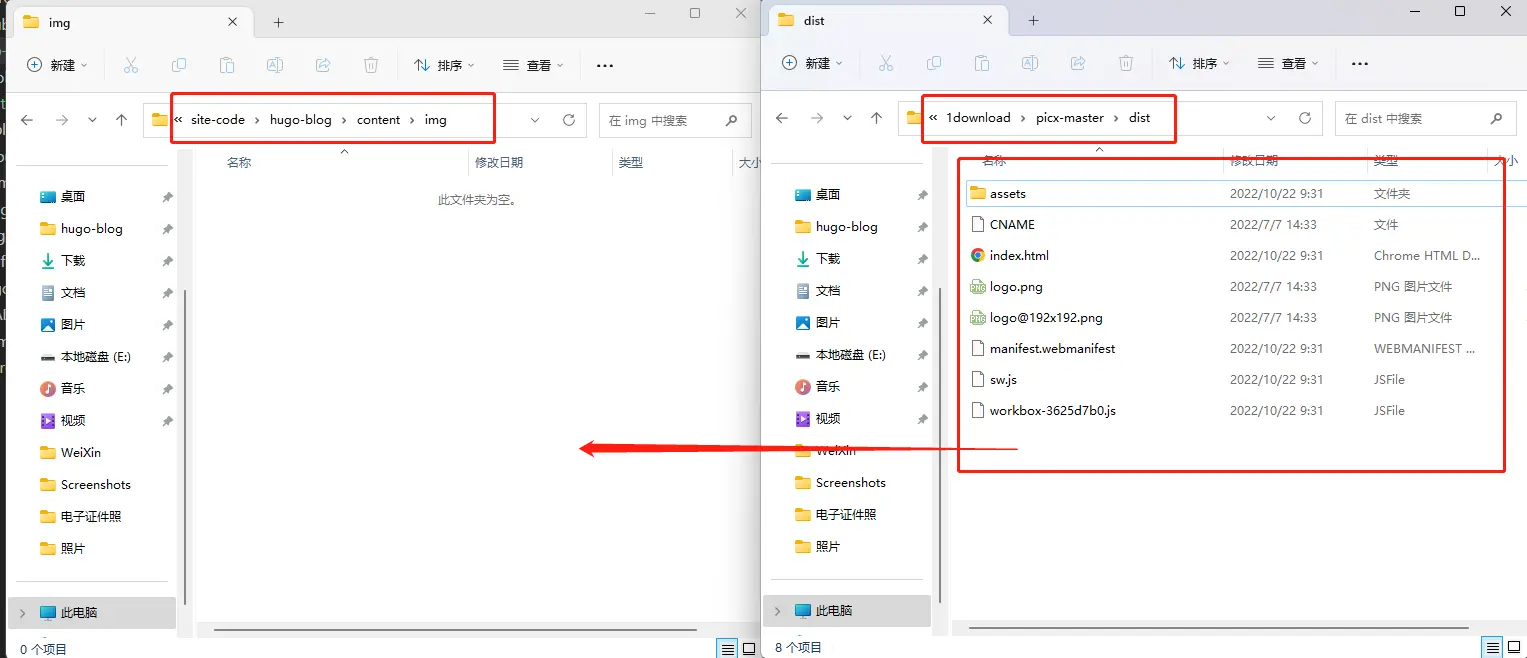 img
新建
排序
查看
« site-code › hugo-blog › content › img
在 img 中搜索
名称
修改日期
类型
大小
此文件夹为空。
桌面
hugo-blog
下载
文档
图片
本地磁盘 (E:)
音乐
视频
WeiXin
Screenshots
电子证件照
照片
此电脑
0 个项目
dist
新建
排序
查看
« 1download › picx-master › dist
在 dist 中搜索
名称
修改日期
类型
大小
桌面
hugo-blog
下载
文档
图片
本地磁盘 (E:)
音乐
视频
WeiXin
Screenshots
电子证件照
照片
此电脑
assets 2022/10/22 9:31 文件夹
CNAME 2022/7/7 14:33 文件
index.html 2022/10/22 9:31 Chrome HTML D...
logo.png 2022/7/7 14:33 PNG 图片文件
logo@192x192.png 2022/7/7 14:33 PNG 图片文件
manifest.webmanifest 2022/10/22 9:31 WEBMANIFEST ...
sw.js 2022/10/22 9:31 JSFile
workbox-3625d7b0.js 2022/10/22 9:31 JSFile
8 个项目